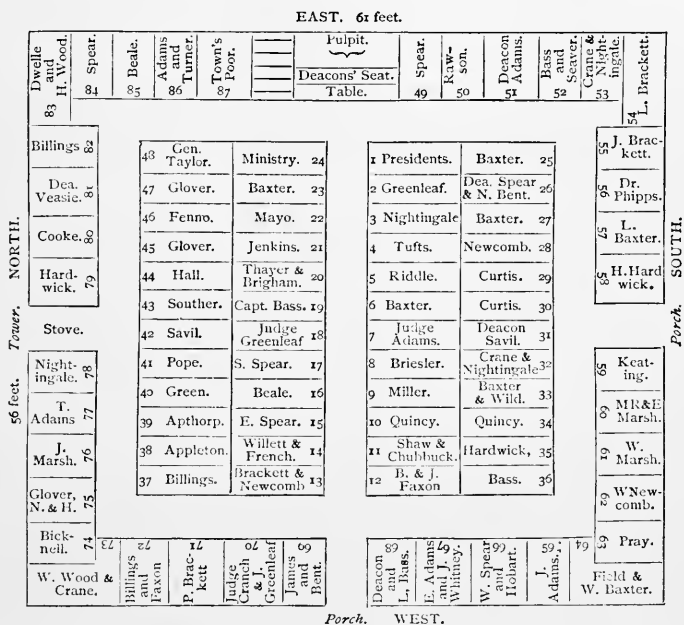 EAST. 61 feet.
Dwelle
and
H. Wood.
83
Spear.
84
Beale.
85
Adams
and
Turner.
86
Town's
Poor.
87
Pulpit.
Deacons' Seat.
Table.
Spear.
49
Raw-
son.
50
Deacon
Adams.
51
Bass
and
Seaver.
52
Crane &
Night-
ingale.
53
L. Brackett.
54
NORTH.
Tower.
56 feet.
Billings 82
Dea.
Veasie. 81
Cooke. 80
Hard-
wick. 79
Stove.
Night-
ingale. 78
T.
Adams 77
J.
Marsh. 76
Glover,
N. & H. 75
Bick-
nell. 74
48 Gen.
Taylor. Ministry. 24
47 Glover. Baxter. 23
46 Fenno. Mayo. 22
45 Glover. Jenkins. 21
44 Hall. Thayer &
Brigham. 20
43 Souther. Capt. Bass. 19
42 Savil. Judge
Greenleaf 18
41 Pope. S. Spear. 17
40 Green. Beale. 16
39 Apthorp. E. Spear. 15
38 Appleton. Willett &
French. 14
37 Billings. Brackett &
Newcomb 13
1 Presidents. Baxter. 25
2 Greenleaf. Dea. Spear
& N. Bent. 26
3 Nightingale Baxter. 27
4 Tufts. Newcomb. 28
5 Riddle. Curtis. 29
6 Baxter. Curtis. 30
7 Judge
Adams. Deacon
Savil. 31
8 Briesler. Crane &
Nightingale 32
9 Miller. Baxter
& Wild. 33
10 Quincy. Quincy. 34
11 Shaw &
Chubbuck. Hardwick, 35
12 B. & J.
Faxon Bass. 36
55 J. Brac-
kett.
56 Dr.
Phipps.
57 L.
Baxter.
58 H. Hard
wick.
SOUTH.
Porch.
59 Keat-
ing.
60 MR&E
Marsh.
61 W.
Marsh.
62 WNew-
comb.
63 Pray.
W. Wood &
Crane.
73
72
Billings
and
Faxon
71
P. Brac-
kett
70
Judge
Cranch
& J.
Greenleaf
69
James
and
Bent.
68
Deacon
and
L. Bass.
67
E. Adams
and J.
Whitney.
66
W. Spear
and
Hobart.
65
J.
Adams.
64
Field &
W. Baxter.
Porch. WEST.